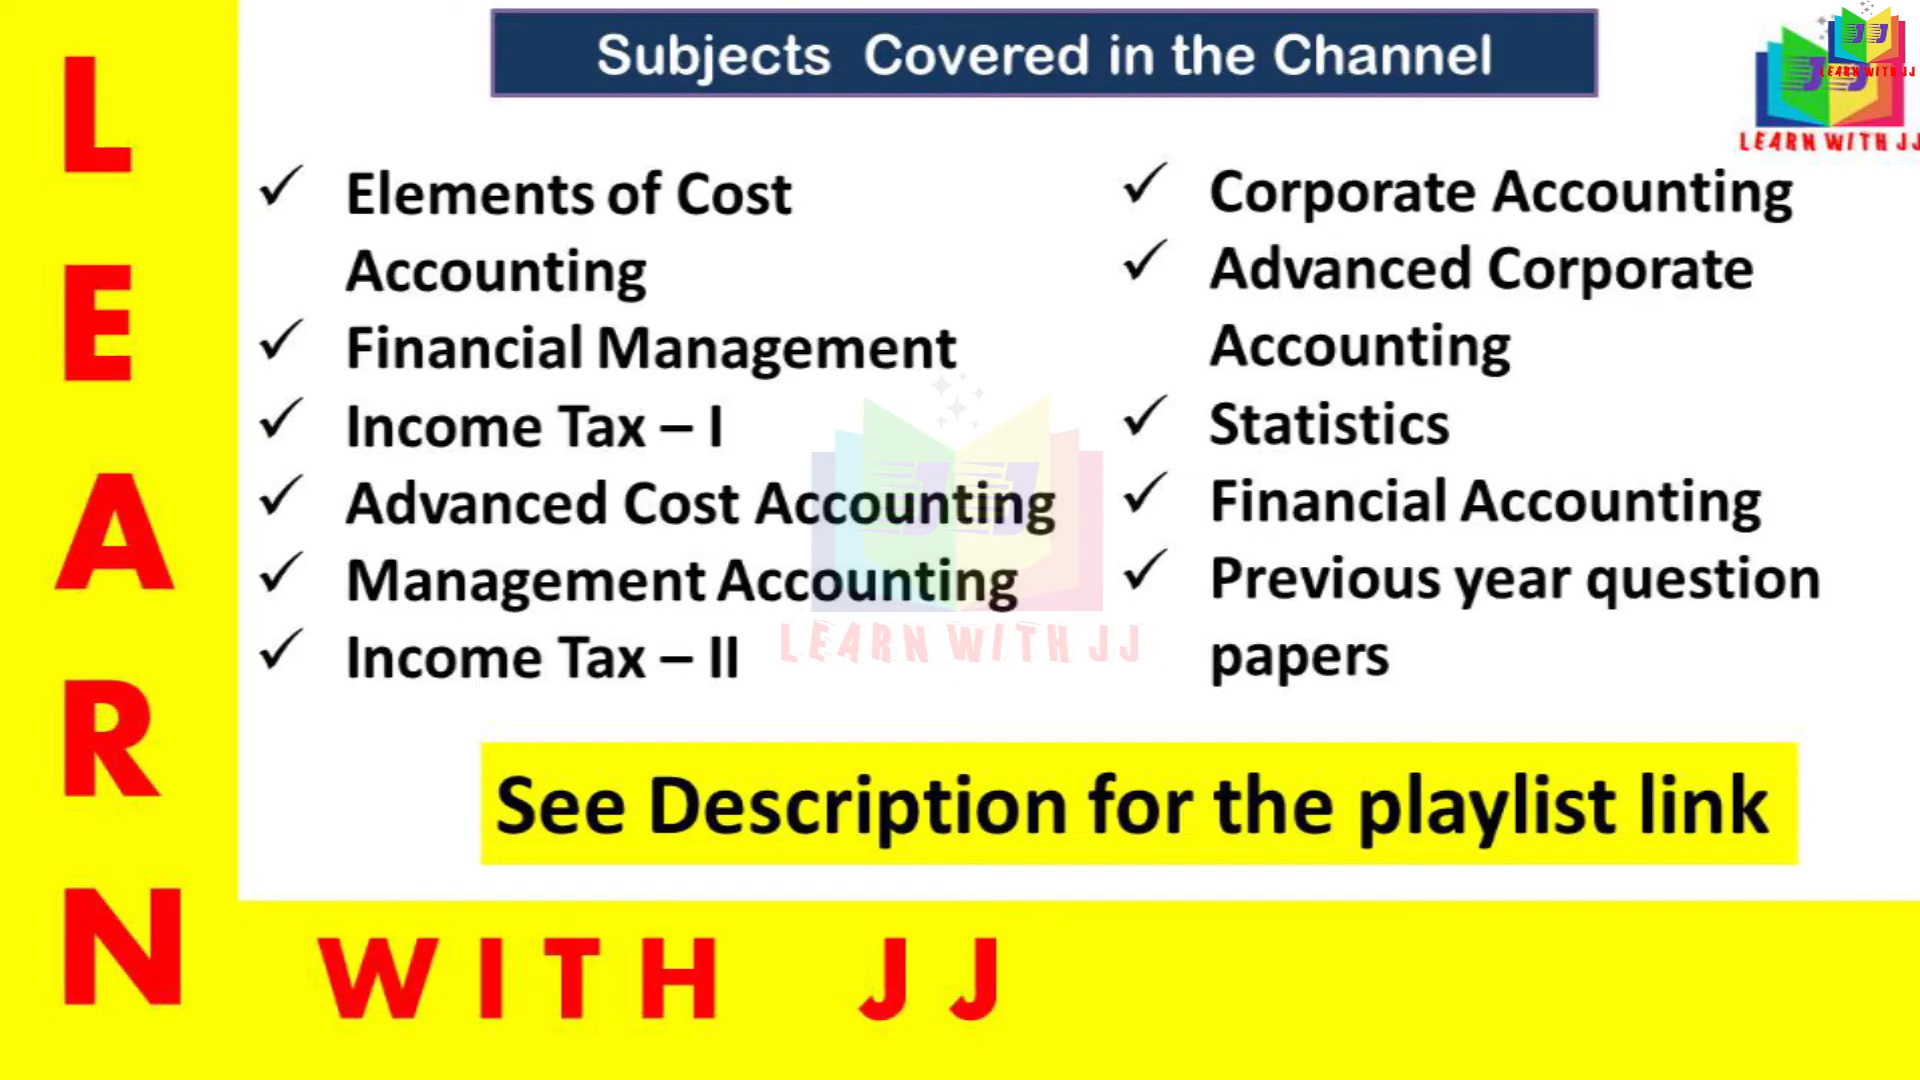 Subjects Covered in the Channel
LEARN WITH JJ
LEARN WITH JJ
✓ Elements of Cost
Accounting
✓ Financial Management
✓ Income Tax – I
✓ Advanced Cost Accounting
✓ Management Accounting
✓ Income Tax – II
✓ Corporate Accounting
✓ Advanced Corporate
Accounting
✓ Statistics
✓ Financial Accounting
✓ Previous year question
papers
JJ
LEARN WITH JJ
See Description for the playlist link
LEARN
WITH JJ